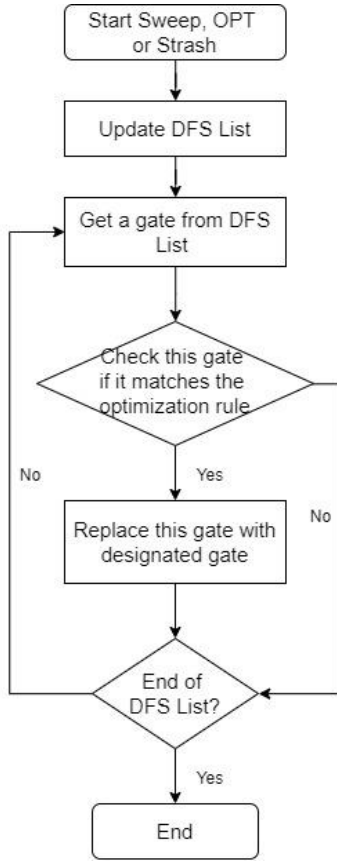 Start Sweep, OPT
or Strash
Update DFS List
Get a gate from DFS
List
Check this gate
if it matches the
optimization rule
No
Yes
No
Replace this gate with
designated gate
End of
DFS List?
Yes
End